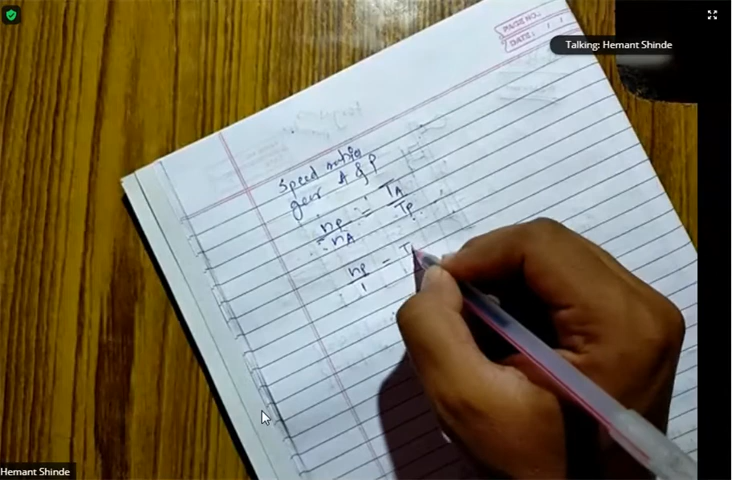 PAGE NO.
DATE: / /
Talking: Hemant Shinde
Speed ratio
gear A & P
nP/nA = TA/TP
nP/1 = T
Hemant Shinde